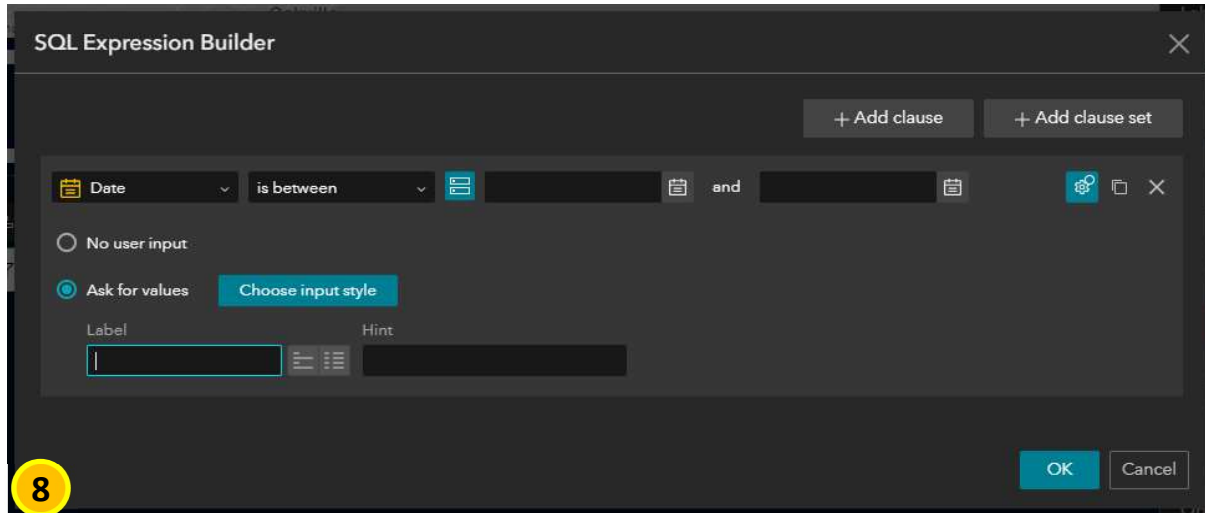 SQL Expression Builder
+ Add clause + Add clause set
Date is between and
No user input
Ask for values Choose input style
Label Hint
OK Cancel
8